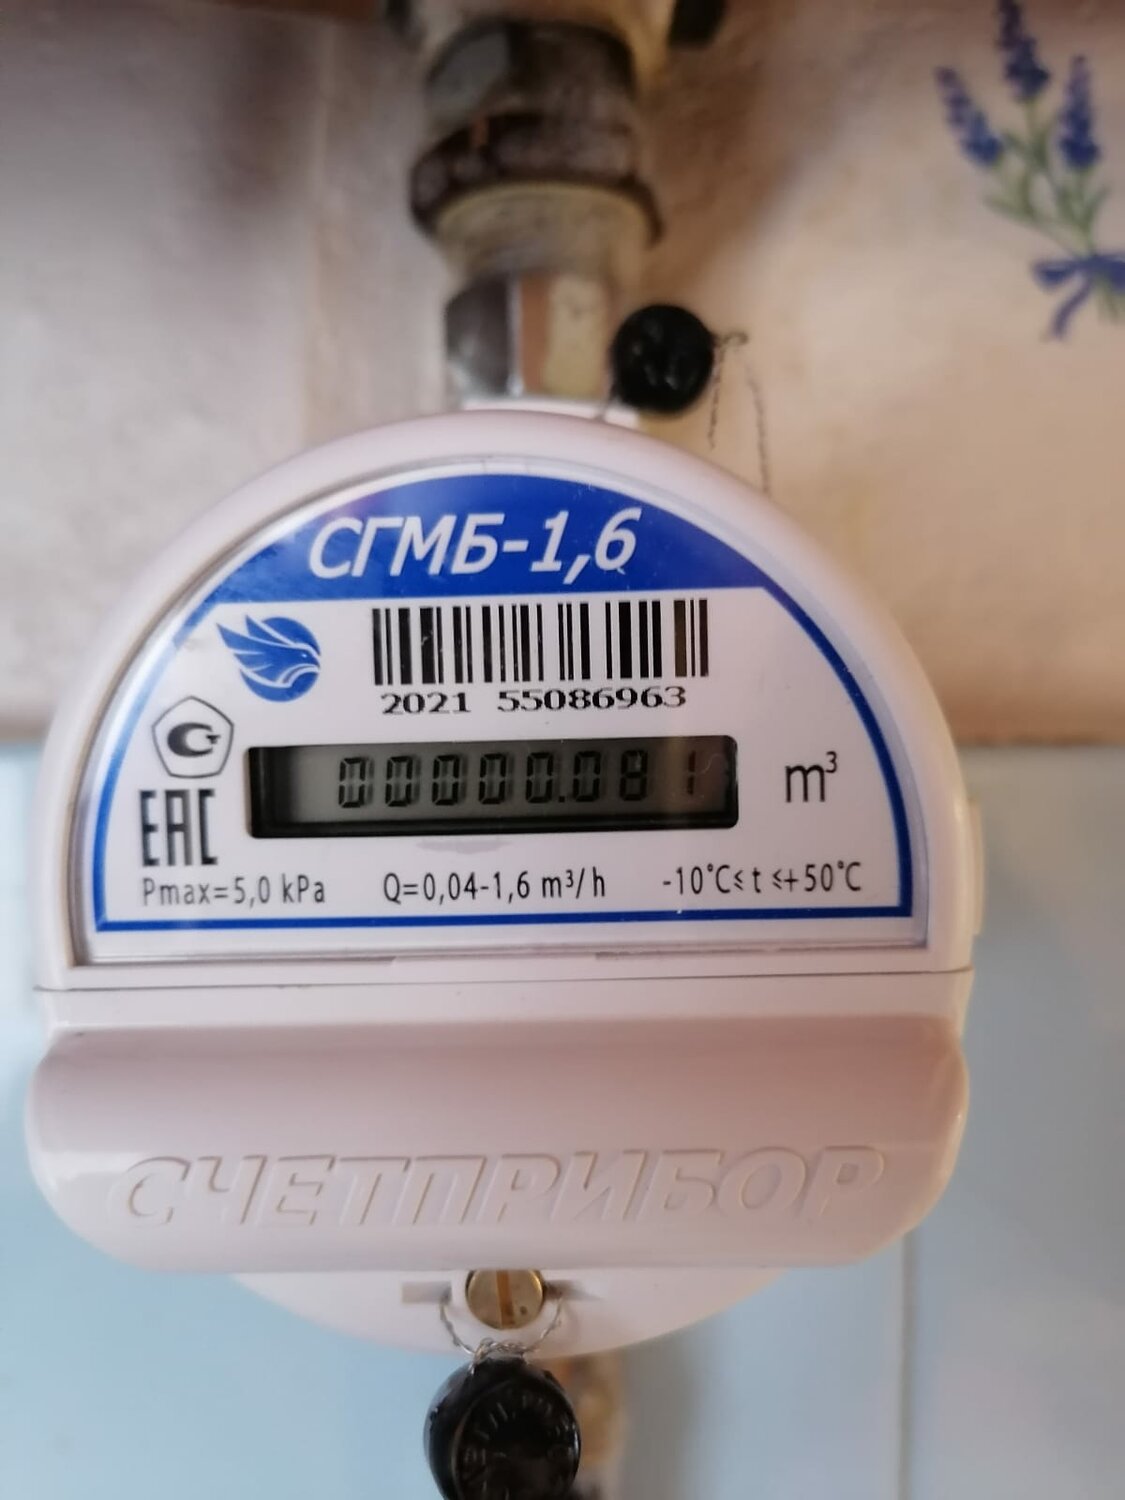 СГМБ-1,6
2021 55086963
00000.081
m³
EAC
Pmax=5,0 kPa Q=0,04-1,6 m³/h -10°C≤ t ≤+50°C
СЧЕТПРИБОР